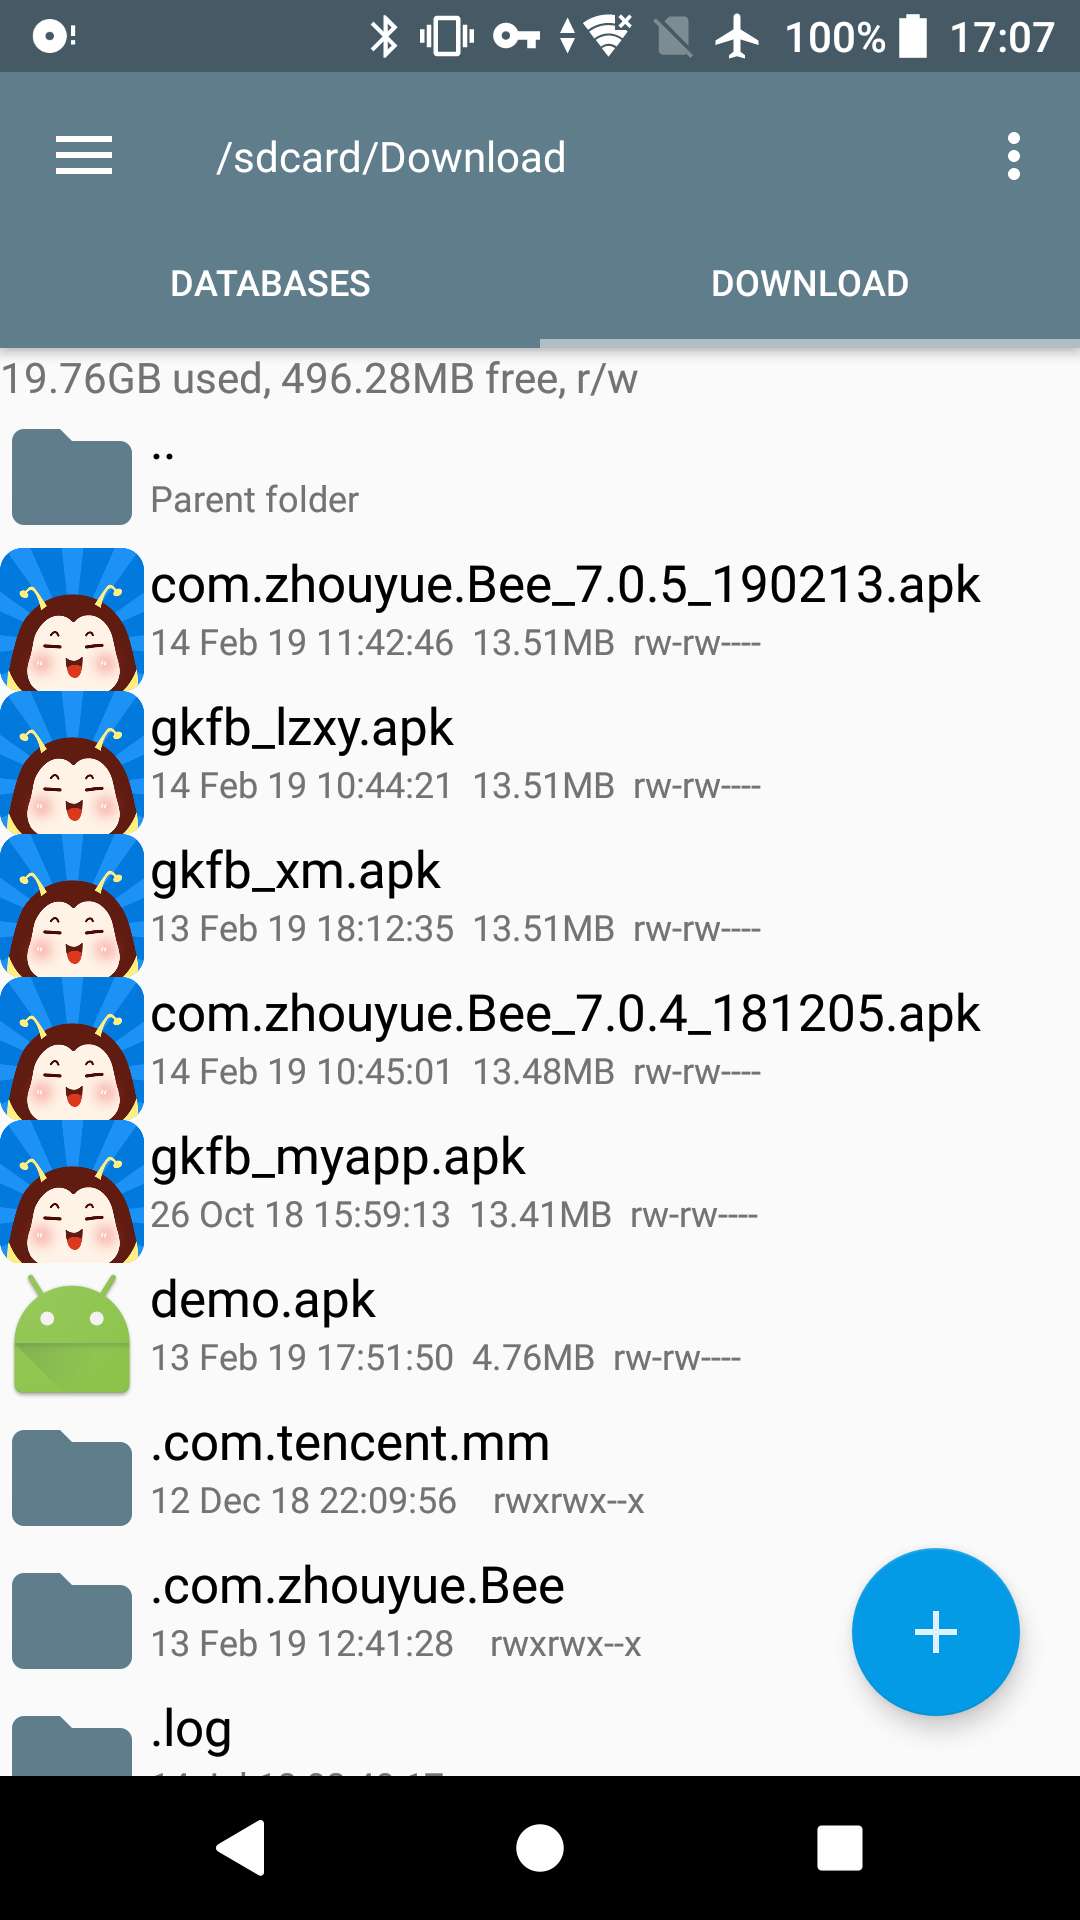 100% 17:07
/sdcard/Download
DATABASES DOWNLOAD
19.76GB used, 496.28MB free, r/w
..
Parent folder
com.zhouyue.Bee_7.0.5_190213.apk
14 Feb 19 11:42:46 13.51MB rw-rw----
gkfb_lzxy.apk
14 Feb 19 10:44:21 13.51MB rw-rw----
gkfb_xm.apk
13 Feb 19 18:12:35 13.51MB rw-rw----
com.zhouyue.Bee_7.0.4_181205.apk
14 Feb 19 10:45:01 13.48MB rw-rw----
gkfb_myapp.apk
26 Oct 18 15:59:13 13.41MB rw-rw----
demo.apk
13 Feb 19 17:51:50 4.76MB rw-rw----
.com.tencent.mm
12 Dec 18 22:09:56 rwxrwx--x
.com.zhouyue.Bee
13 Feb 19 12:41:28 rwxrwx--x
.log